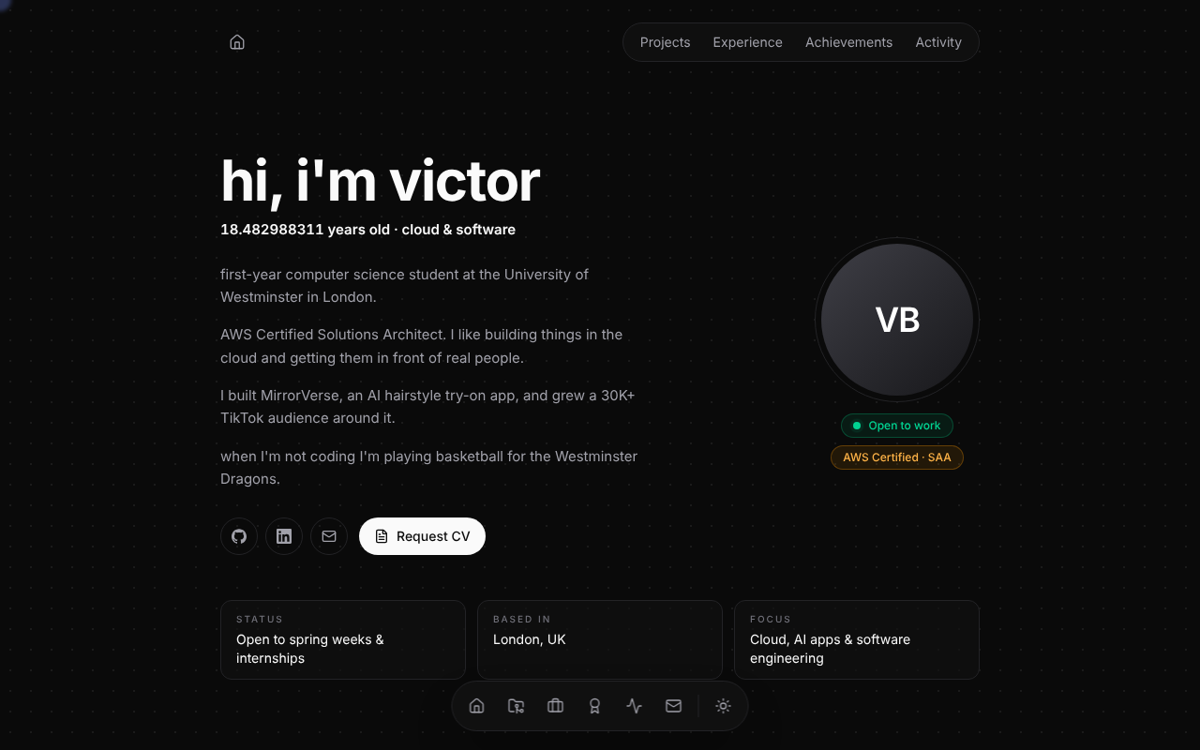 Projects Experience Achievements Activity
hi, i'm victor
18.482988311 years old · cloud & software
first-year computer science student at the University of
Westminster in London.
AWS Certified Solutions Architect. I like building things in the
cloud and getting them in front of real people.
I built MirrorVerse, an AI hairstyle try-on app, and grew a 30K+
TikTok audience around it.
when I'm not coding I'm playing basketball for the Westminster
Dragons.
VB
Open to work
AWS Certified · SAA
Request CV
STATUS
Open to spring weeks &
internships
BASED IN
London, UK
FOCUS
Cloud, AI apps & software
engineering